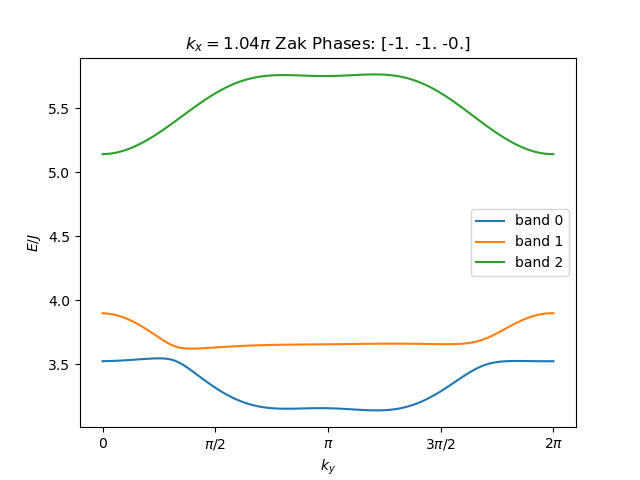 k_x = 1.04π Zak Phases: [-1. -1. -0.]
5.5
5.0
4.5
4.0
3.5
E/J
band 0
band 1
band 2
0
π/2
π
3π/2
2π
k_y